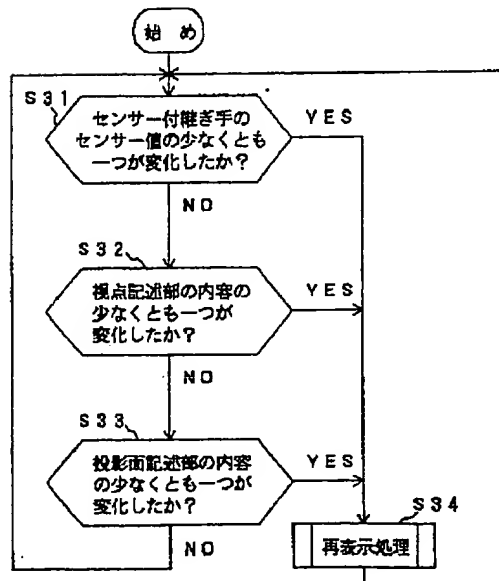 始 め
S31
センサー付継ぎ手の
センサー値の少なくとも
一つが変化したか？
YES
NO
S32
視点記述部の内容の
少なくとも一つが
変化したか？
YES
NO
S33
投影面記述部の内容
の少なくとも一つが
変化したか？
YES
NO
S34
再表示処理